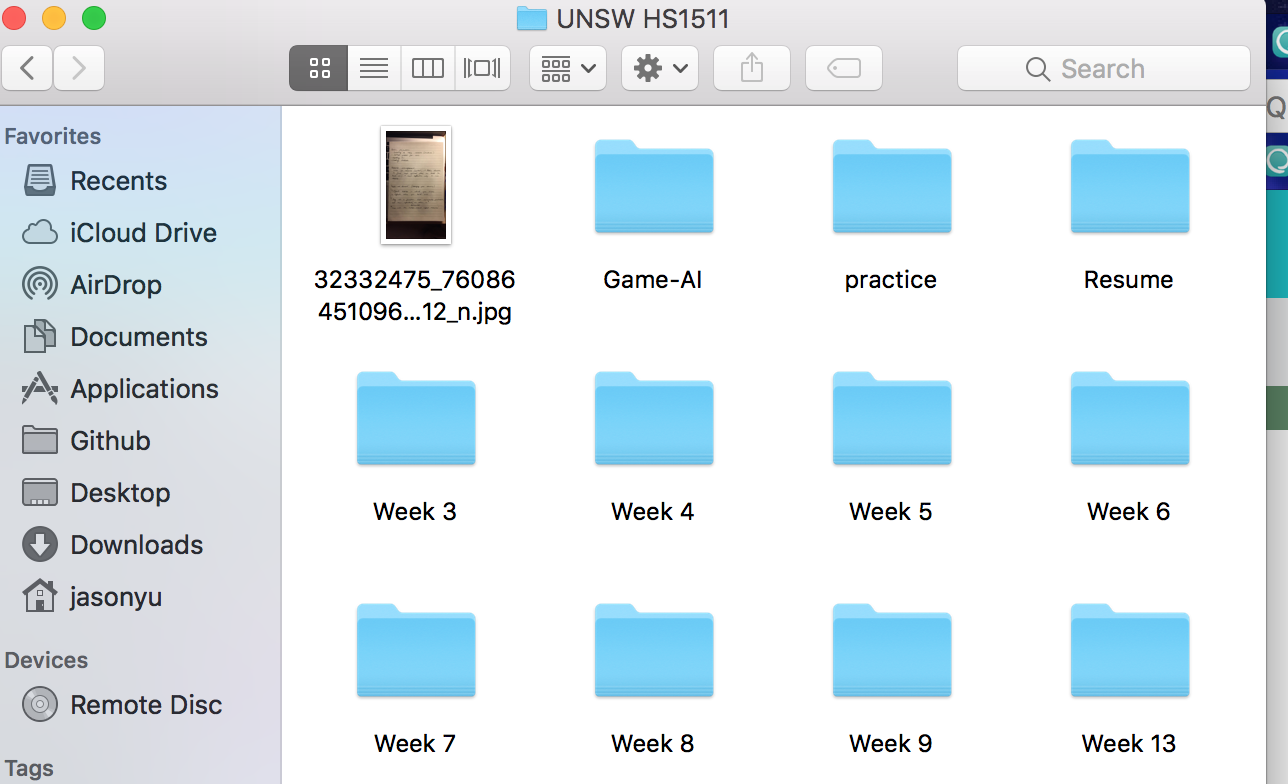 UNSW HS1511
Search
Favorites
Recents
iCloud Drive
AirDrop
Documents
Applications
Github
Desktop
Downloads
jasonyu
Devices
Remote Disc
Tags
32332475_76086
451096...12_n.jpg
Game-AI
practice
Resume
Week 3
Week 4
Week 5
Week 6
Week 7
Week 8
Week 9
Week 13